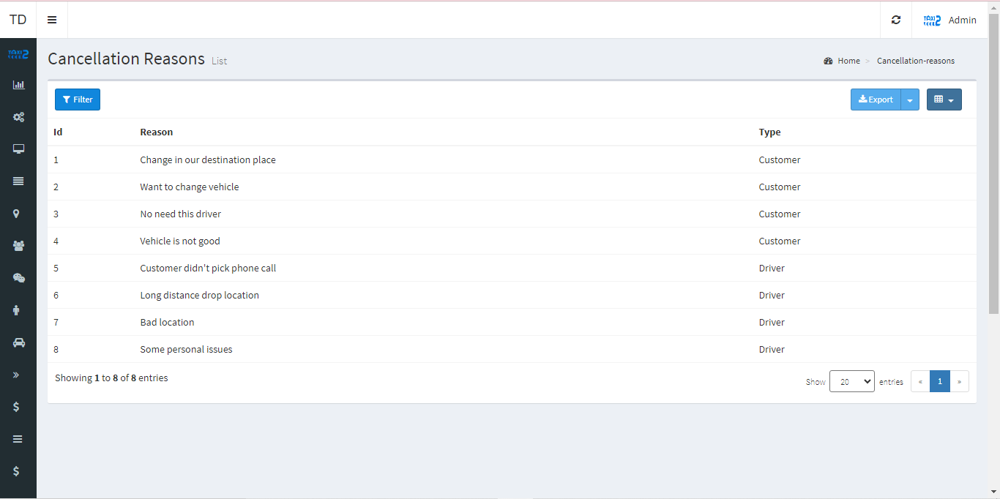 TD
TAXI2
Admin
TAXI2
Cancellation Reasons List
Home > Cancellation-reasons
Filter
Export
Id Reason Type
1 Change in our destination place Customer
2 Want to change vehicle Customer
3 No need this driver Customer
4 Vehicle is not good Customer
5 Customer didn't pick phone call Driver
6 Long distance drop location Driver
7 Bad location Driver
8 Some personal issues Driver
Showing 1 to 8 of 8 entries
Show 20 entries « 1 »